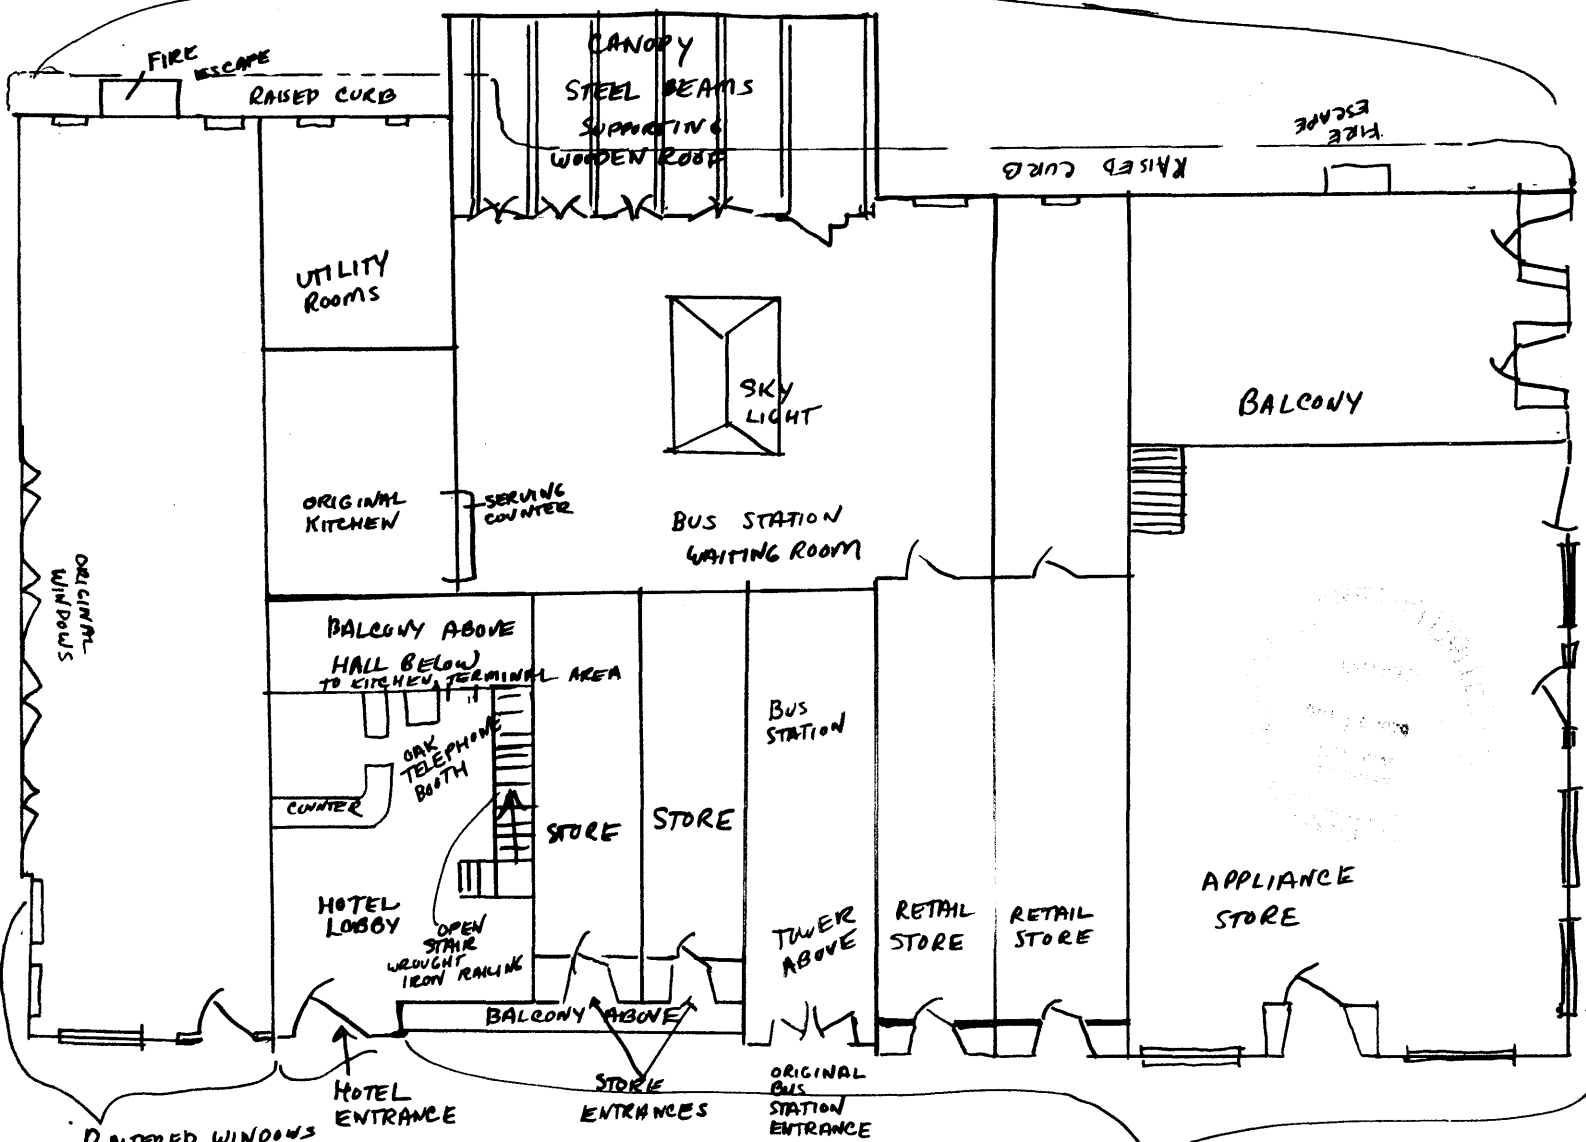 FIRE
ESCAPE
RAISED CURB
CANOPY
STEEL BEAMS
SUPPORTING
WOODEN ROOF
FIRE
ESCAPE
RAISED CURB
UTILITY
ROOMS
SKY
LIGHT
BALCONY
ORIGINAL
KITCHEN
SERVING
COUNTER
BUS STATION
WAITING ROOM
ORIGINAL
WINDOWS
BALCONY ABOVE
HALL BELOW
TO KITCHEN, TERMINAL AREA
OAK
TELEPHONE
BOOTH
COUNTER
BUS
STATION
STORE
STORE
HOTEL
LOBBY
OPEN
STAIR
WROUGHT
IRON RAILING
TOWER
ABOVE
RETAIL
STORE
RETAIL
STORE
APPLIANCE
STORE
BALCONY ABOVE
HOTEL
ENTRANCE
STORE
ENTRANCES
ORIGINAL
BUS
STATION
ENTRANCE
WINDOWS